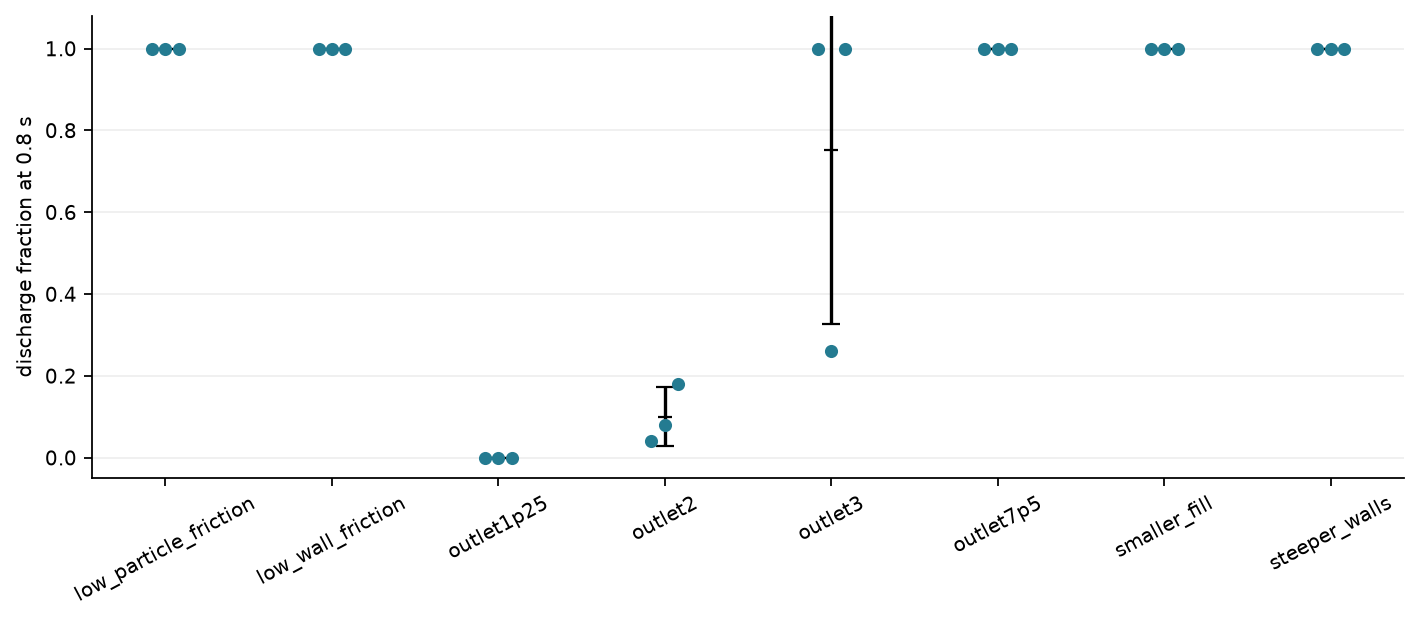 discharge fraction at 0.8 s
1.0
0.8
0.6
0.4
0.2
0.0
low_particle_friction
low_wall_friction
outlet1p25
outlet2
outlet3
outlet7p5
smaller_fill
steeper_walls